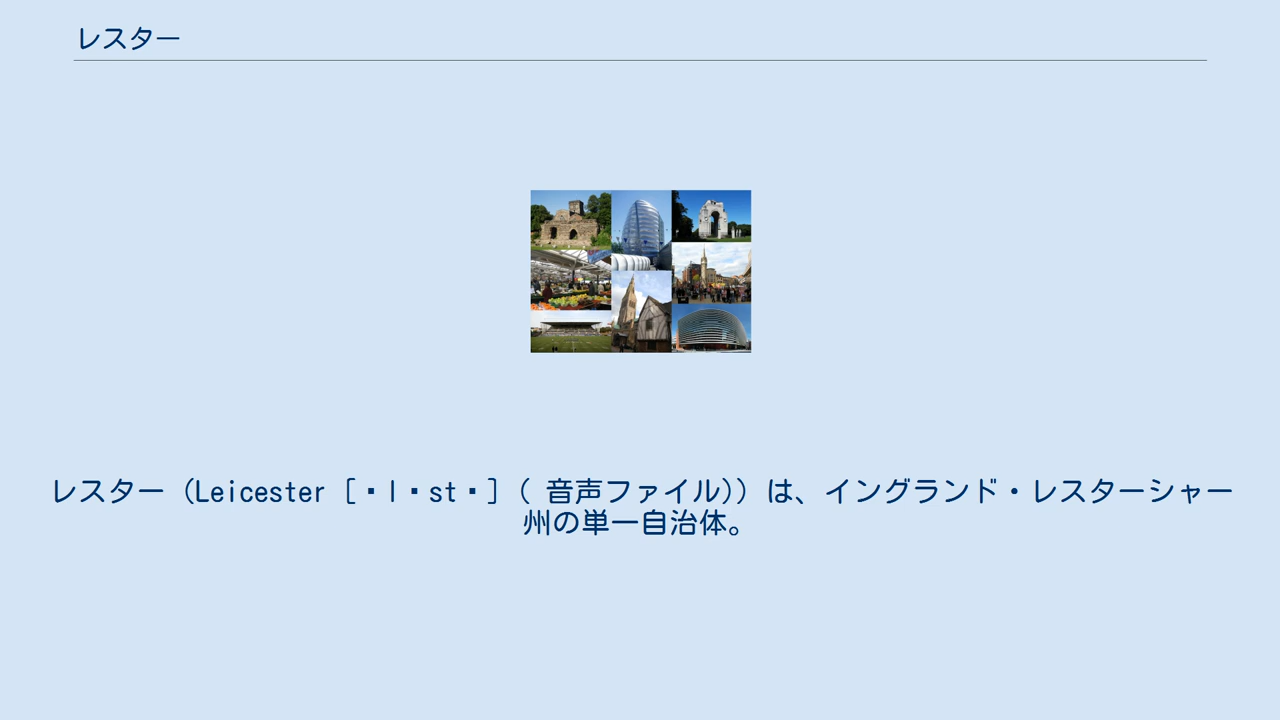 レスター
レスター（Leicester [▪l▪st▪]( 音声ファイル)）は、イングランド・レスターシャー
州の単一自治体。